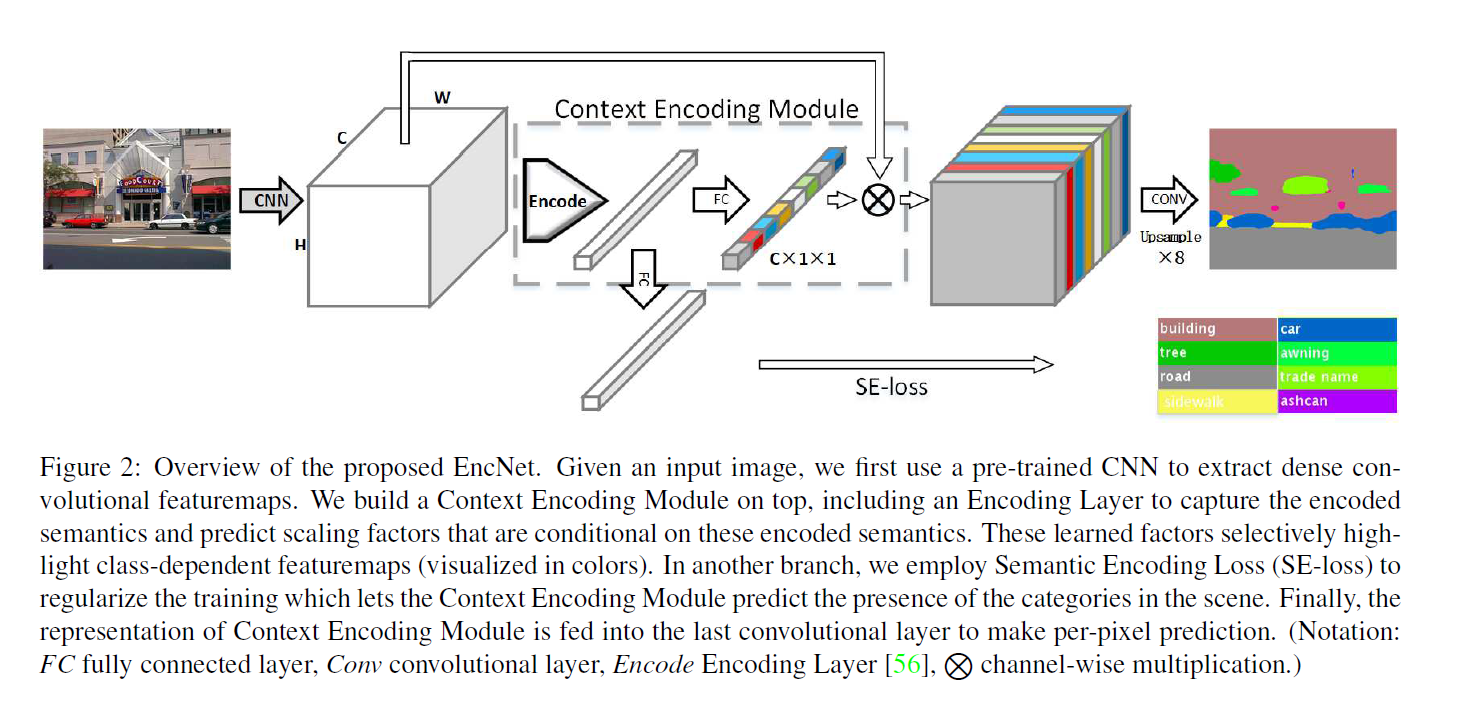 W
Context Encoding Module
C
CNN
Encode
FC
H
C×1×1
FC
CONV
Upsample
×8
SE-loss
building
car
tree
awning
road
trade name
sidewalk
ashcan
Figure 2: Overview of the proposed EncNet. Given an input image, we first use a pre-trained CNN to extract dense con-
volutional featuremaps. We build a Context Encoding Module on top, including an Encoding Layer to capture the encoded
semantics and predict scaling factors that are conditional on these encoded semantics. These learned factors selectively high-
light class-dependent featuremaps (visualized in colors). In another branch, we employ Semantic Encoding Loss (SE-loss) to
regularize the training which lets the Context Encoding Module predict the presence of the categories in the scene. Finally, the
representation of Context Encoding Module is fed into the last convolutional layer to make per-pixel prediction. (Notation:
FC fully connected layer, Conv convolutional layer, Encode Encoding Layer [56], ⊗ channel-wise multiplication.)